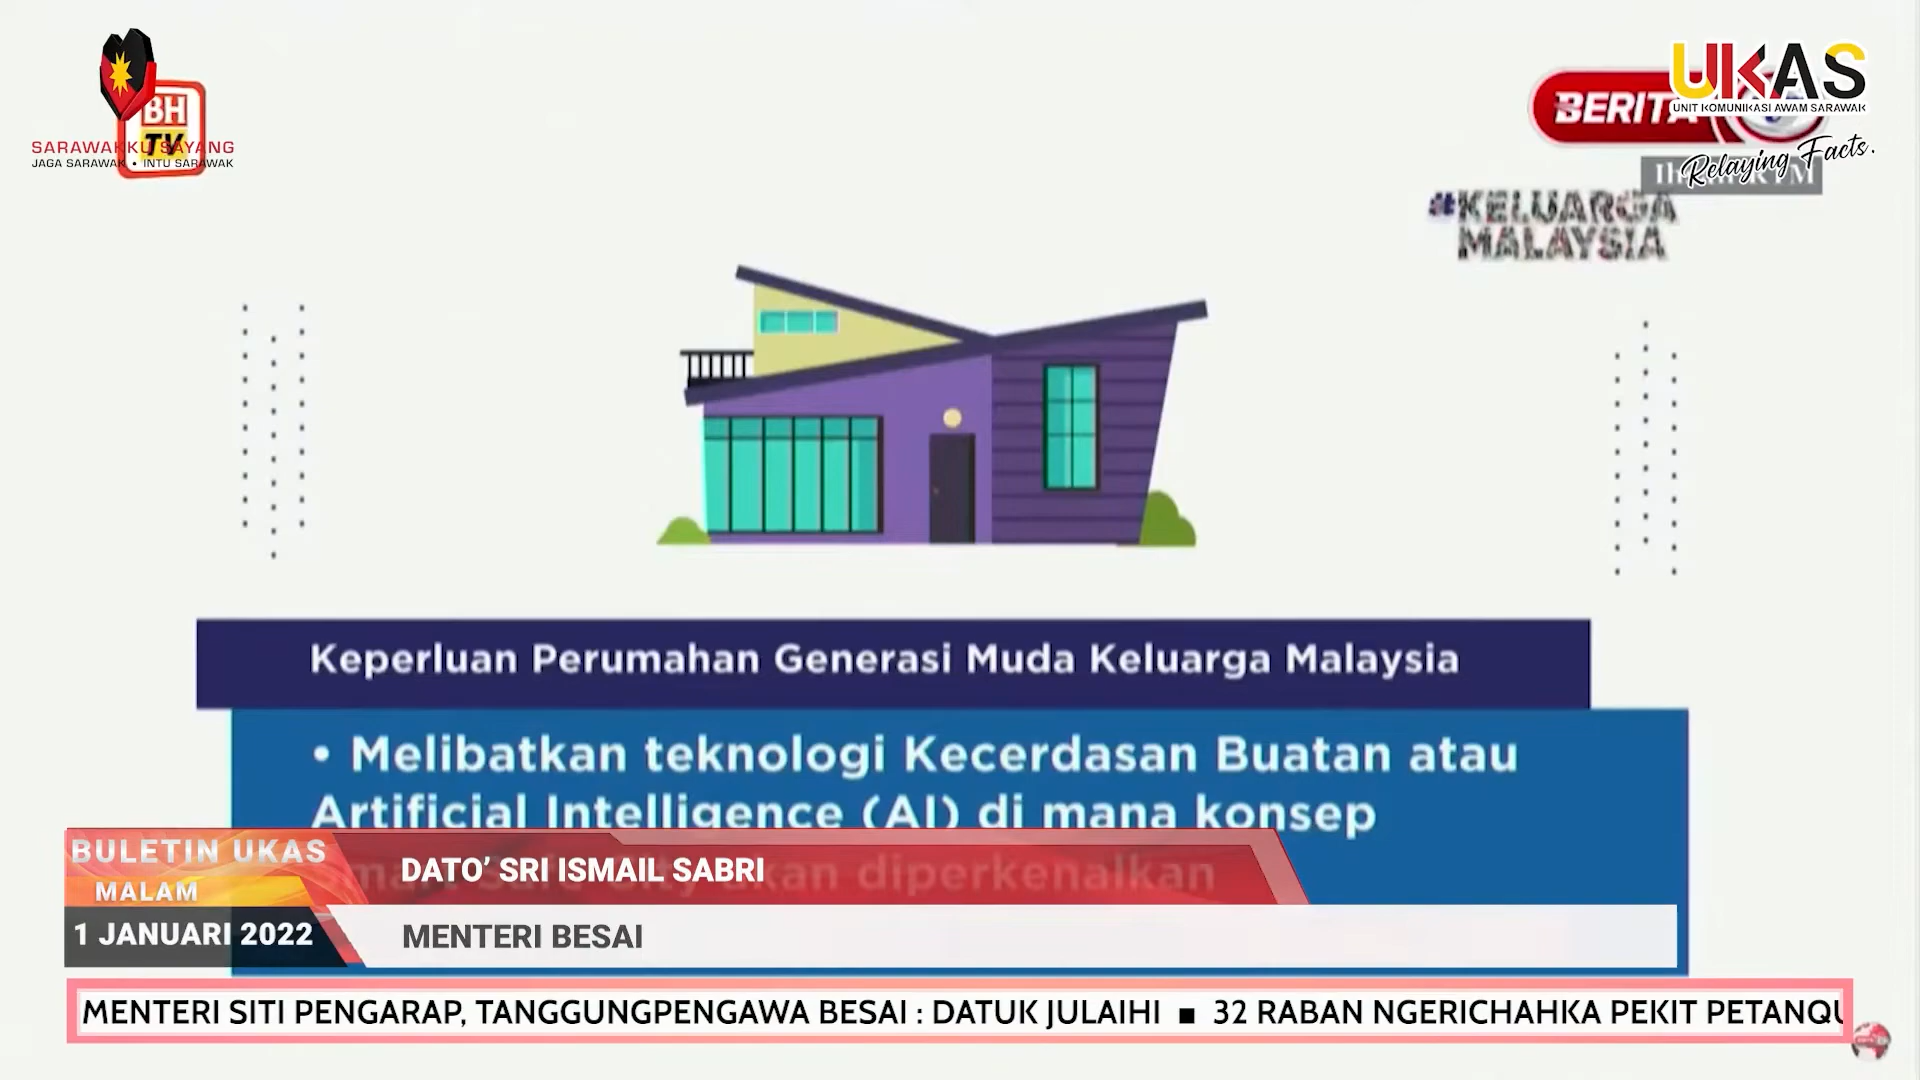 BH
TV
SARAWAKKU SAYANG
JAGA SARAWAK • INTU SARAWAK
UKAS
UNIT KOMUNIKASI AWAM SARAWAK
BERITA
Relaying Facts.
#KELUARGA
MALAYSIA
Keperluan Perumahan Generasi Muda Keluarga Malaysia
• Melibatkan teknologi Kecerdasan Buatan atau
Artificial Intelligence (AI) di mana konsep
Smart Safe City akan diperkenalkan
BULETIN UKAS
MALAM
1 JANUARI 2022
DATO’ SRI ISMAIL SABRI
MENTERI BESAI
MENTERI SITI PENGARAP, TANGGUNGPENGAWA BESAI : DATUK JULAIHI ■ 32 RABAN NGERICHAHKA PEKIT PETANQU